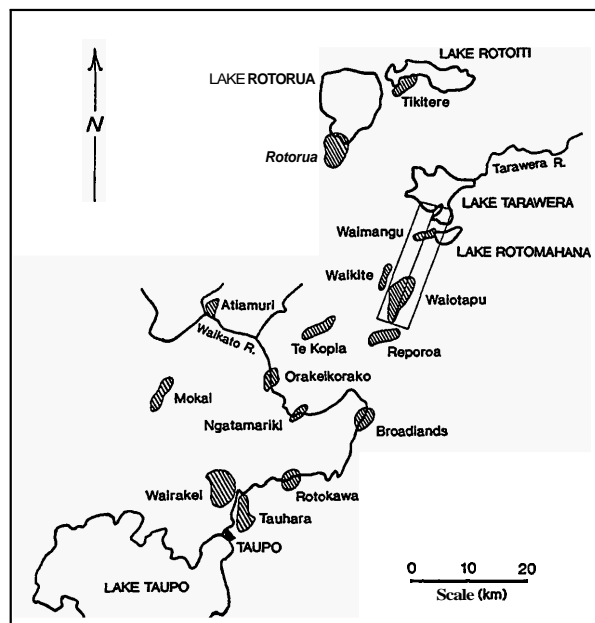 LAKE ROTOITI
LAKE ROTORUA
Tikitere
N
Rotorua
Tarawera R.
LAKE TARAWERA
Waimangu
LAKE ROTOMAHANA
Waikite
Waiotapu
Atiamuri
Waikato R.
Te Kopia
Reporoa
Orakeikorako
Mokai
Ngatamariki
Broadlands
Wairakei
Rotokawa
Tauhara
TAUPO
LAKE TAUPO
0 10 20
Scale (km)